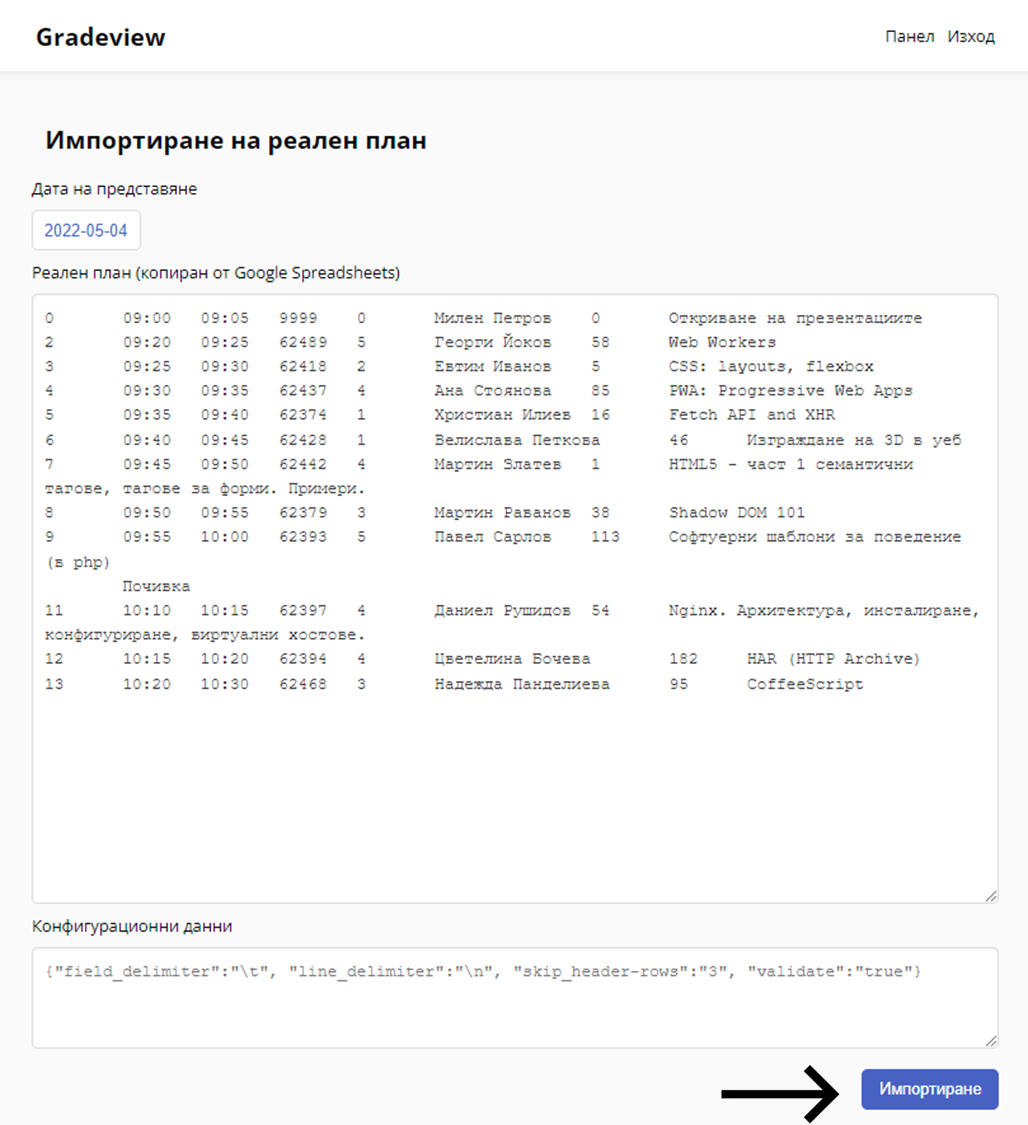 Gradeview
Панел Изход
Импортиране на реален план
Дата на представяне
2022-05-04
Реален план (копиран от Google Spreadsheets)
0 09:00 09:05 9999 0 Милен Петров 0 Откриване на презентациите
2 09:20 09:25 62489 5 Георги Йоков 58 Web Workers
3 09:25 09:30 62418 2 Евтим Иванов 5 CSS: layouts, flexbox
4 09:30 09:35 62437 4 Ана Стоянова 85 PWA: Progressive Web Apps
5 09:35 09:40 62374 1 Христиан Илиев 16 Fetch API and XHR
6 09:40 09:45 62428 1 Велислава Петкова 46 Изграждане на 3D в уеб
7 09:45 09:50 62442 4 Мартин Златев 1 HTML5 - част 1 семантични
тагове, тагове за форми. Примери.
8 09:50 09:55 62379 3 Мартин Раванов 38 Shadow DOM 101
9 09:55 10:00 62393 5 Павел Сарлов 113 Софтуерни шаблони за поведение
(в php)
Почивка
11 10:10 10:15 62397 4 Даниел Рушидов 54 Nginx. Архитектура, инсталиране,
конфигуриране, виртуални хостове.
12 10:15 10:20 62394 4 Цветелина Бочева 182 HAR (HTTP Archive)
13 10:20 10:30 62468 3 Надежда Панделиева 95 CoffeeScript
Конфигурационни данни
{"field_delimiter":"\t", "line_delimiter":"\n", "skip_header-rows":"3", "validate":"true"}
Импортиране